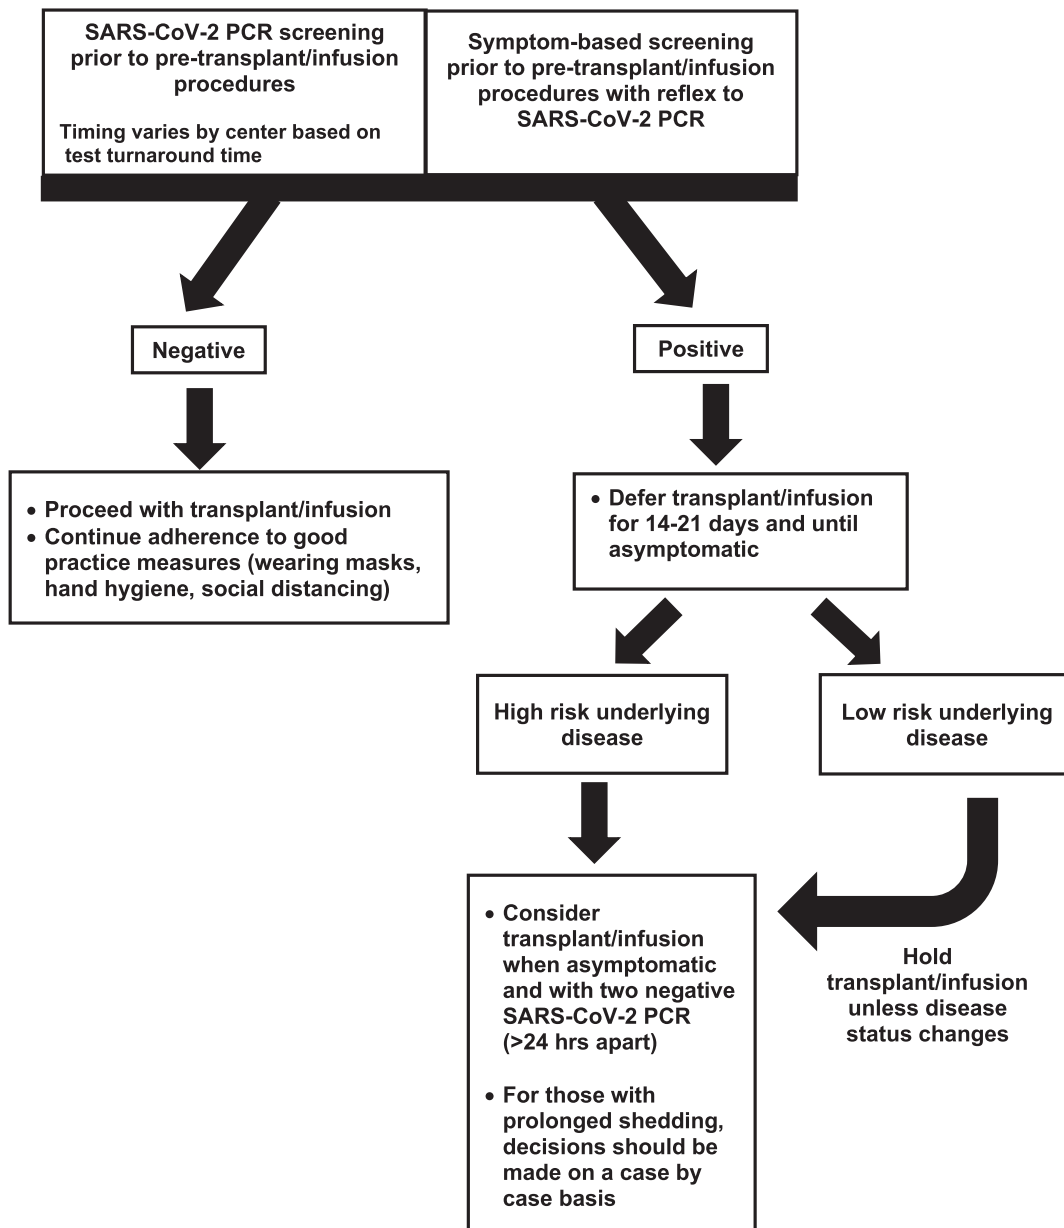 SARS-CoV-2 PCR screening
prior to pre-transplant/infusion
procedures
Timing varies by center based on
test turnaround time
Symptom-based screening
prior to pre-transplant/infusion
procedures with reflex to
SARS-CoV-2 PCR
Negative
Positive
• Proceed with transplant/infusion
• Continue adherence to good
practice measures (wearing masks,
hand hygiene, social distancing)
• Defer transplant/infusion
for 14-21 days and until
asymptomatic
High risk underlying
disease
Low risk underlying
disease
• Consider
transplant/infusion
when asymptomatic
and with two negative
SARS-CoV-2 PCR
(>24 hrs apart)
• For those with
prolonged shedding,
decisions should be
made on a case by
case basis
Hold
transplant/infusion
unless disease
status changes